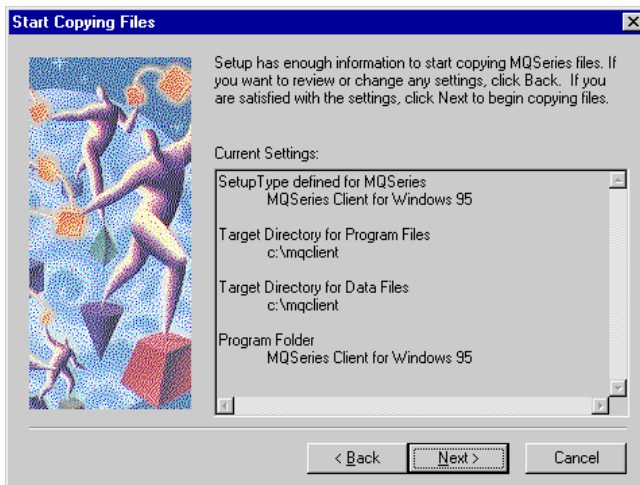 Start Copying Files
Setup has enough information to start copying MQSeries files. If
you want to review or change any settings, click Back. If you
are satisfied with the settings, click Next to begin copying files.
Current Settings:
SetupType defined for MQSeries
MQSeries Client for Windows 95
Target Directory for Program Files
c:\mqclient
Target Directory for Data Files
c:\mqclient
Program Folder
MQSeries Client for Windows 95
< Back
Next >
Cancel